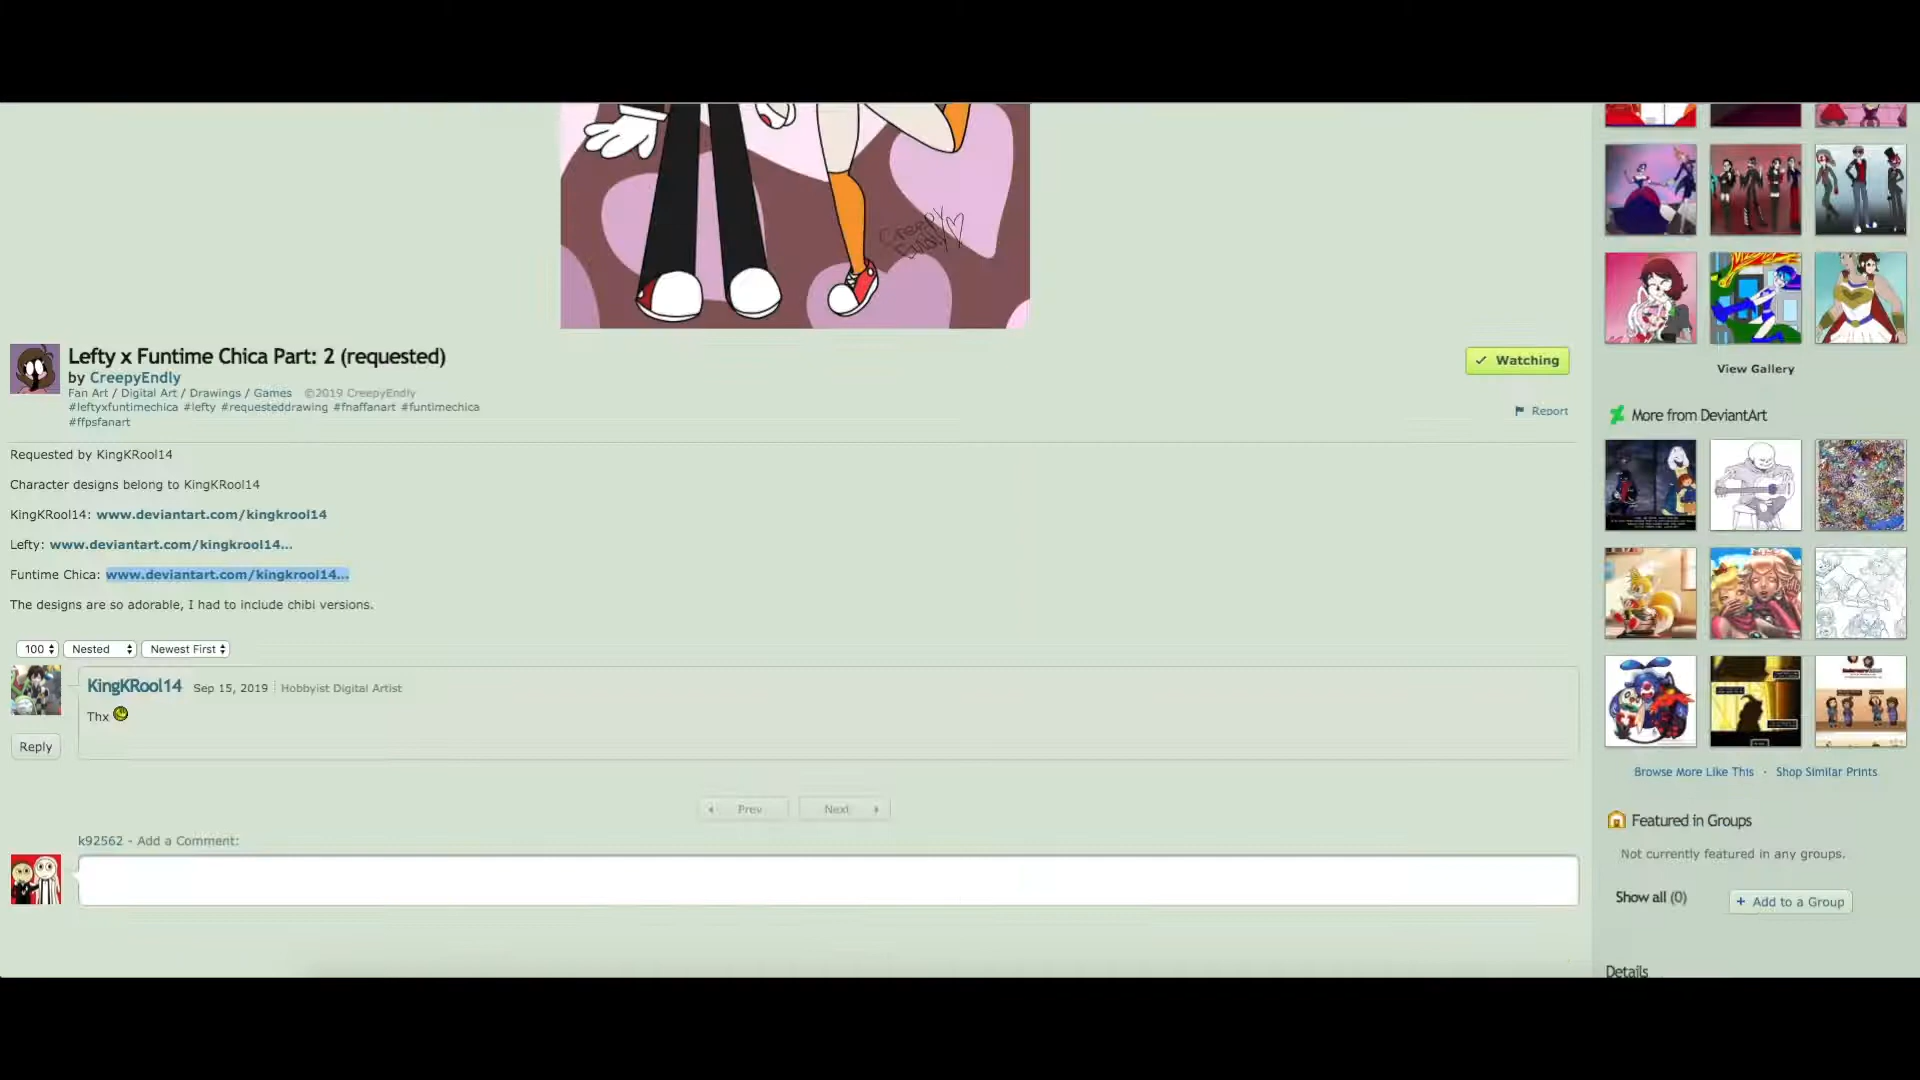 Creepy
Endly
Lefty x Funtime Chica Part: 2 (requested)
by CreepyEndly
Fan Art / Digital Art / Drawings / Games ©2019 CreepyEndly
#leftyxfuntimechica #lefty #requesteddrawing #fnaffanart #funtimechica
#ffpsfanart
Watching
Report
Requested by KingKRool14
Character designs belong to KingKRool14
KingKRool14: www.deviantart.com/kingkrool14
Lefty: www.deviantart.com/kingkrool14...
Funtime Chica: www.deviantart.com/kingkrool14...
The designs are so adorable, I had to include chibi versions.
100 Nested Newest First
KingKRool14 Sep 15, 2019 Hobbyist Digital Artist
Thx
Reply
Prev Next
k92562 - Add a Comment:
View Gallery
More from DeviantArt
Browse More Like This · Shop Similar Prints
Featured in Groups
Not currently featured in any groups.
Show all (0) + Add to a Group
Details